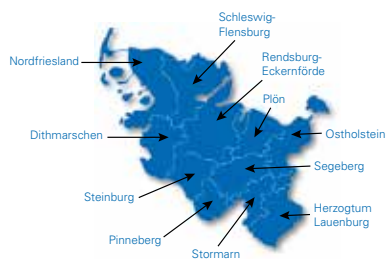 Schleswig-
Flensburg
Nordfriesland
Rendsburg-
Eckernförde
Plön
Dithmarschen
Ostholstein
Segeberg
Steinburg
Herzogtum
Lauenburg
Pinneberg
Stormarn